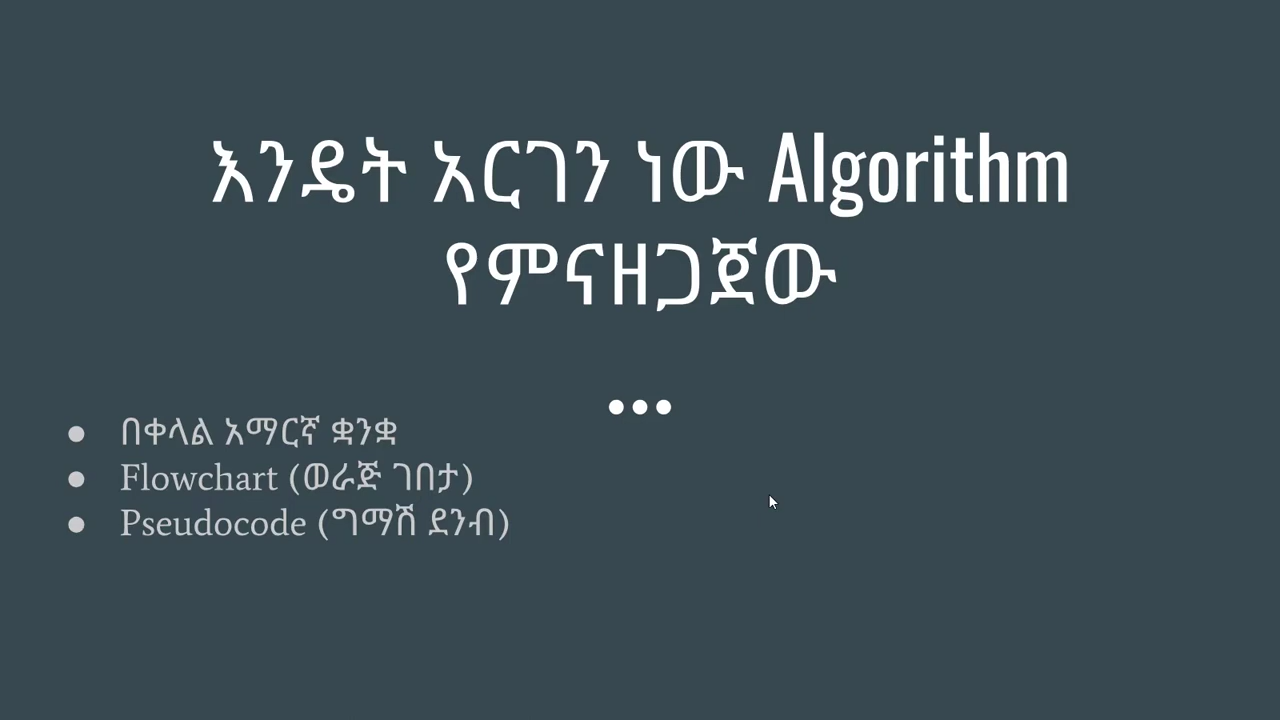 እንዴት አርገን ነው Algorithm
የምናዘጋጀው
በቀላል አማርኛ ቋንቋ
Flowchart (ወራጅ ገበታ)
Pseudocode (ግማሽ ደንብ)